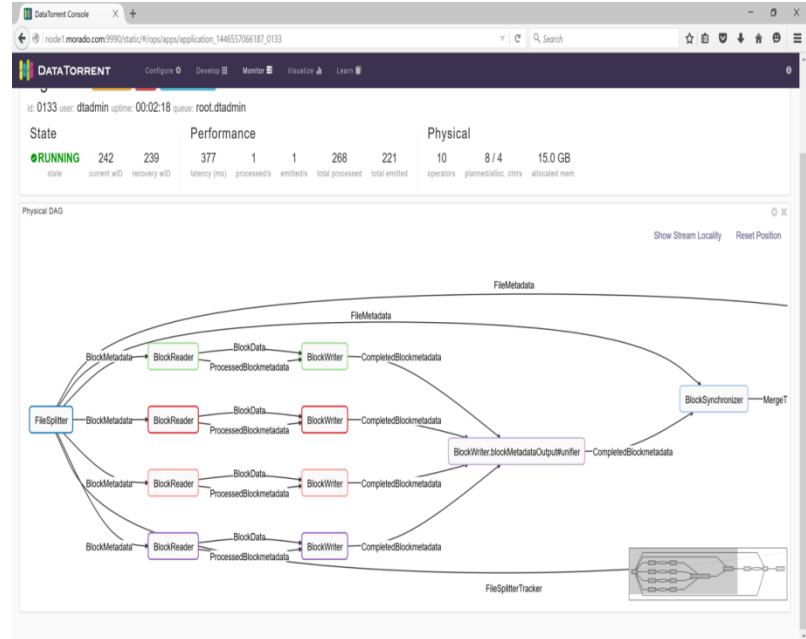 DataTorrent Console
node1.morado.com:9990/static/#/ops/apps/application_1446557066187_0133
Search
DATATORRENT Configure Develop Monitor Visualize Learn
id: 0133 user: dtadmin uptime: 00:02:18 queue: root.dtadmin
State Performance Physical
RUNNING 242 239 377 1 1 268 221 10 8 / 4 15.0 GB
state current wID recovery wID latency (ms) processed/s emitted/s total processed total emitted operators planned/alloc. ctnrs allocated mem.
Physical DAG
Show Stream Locality Reset Position
FileMetadata
FileMetadata
BlockMetadata BlockReader BlockData BlockWriter CompletedBlockmetadata
ProcessedBlockmetadata
BlockSynchronizer MergeT
FileSplitter BlockMetadata BlockReader BlockData BlockWriter CompletedBlockmetadata
ProcessedBlockmetadata
BlockWriter.blockMetadataOutput#unifier CompletedBlockmetadata
BlockMetadata BlockReader BlockData BlockWriter CompletedBlockmetadata
ProcessedBlockmetadata
BlockMetadata BlockReader BlockData BlockWriter CompletedBlockmetadata
ProcessedBlockmetadata
FileSplitterTracker